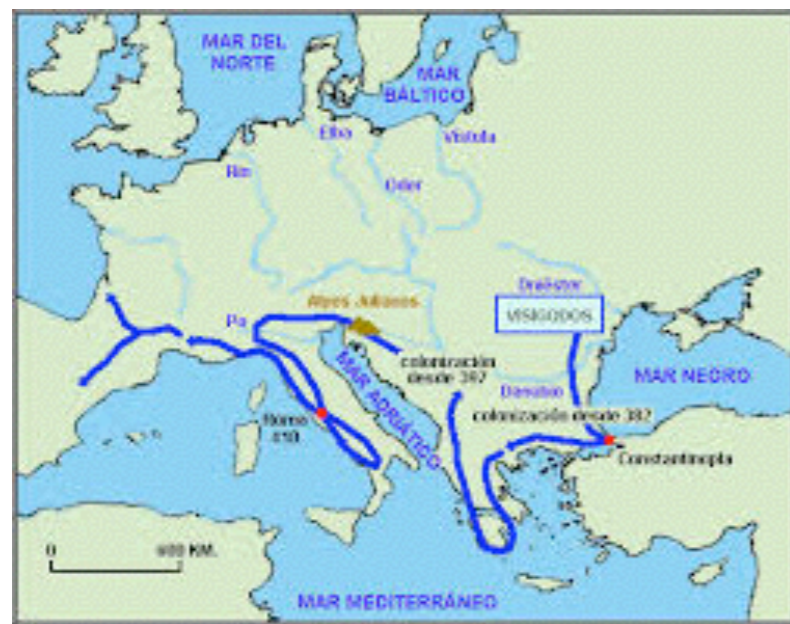 MAR DEL
NORTE
MAR
BÁLTICO
Elba
Vístula
Rin
Oder
Dniéster
Alpes Julianos
VISIGODOS
Po
colonización
desde 397
MAR NEGRO
Danubio
MAR ADRIÁTICO
colonización desde 382
Roma
410
Constantinopla
0
600 KM.
MAR MEDITERRÁNEO